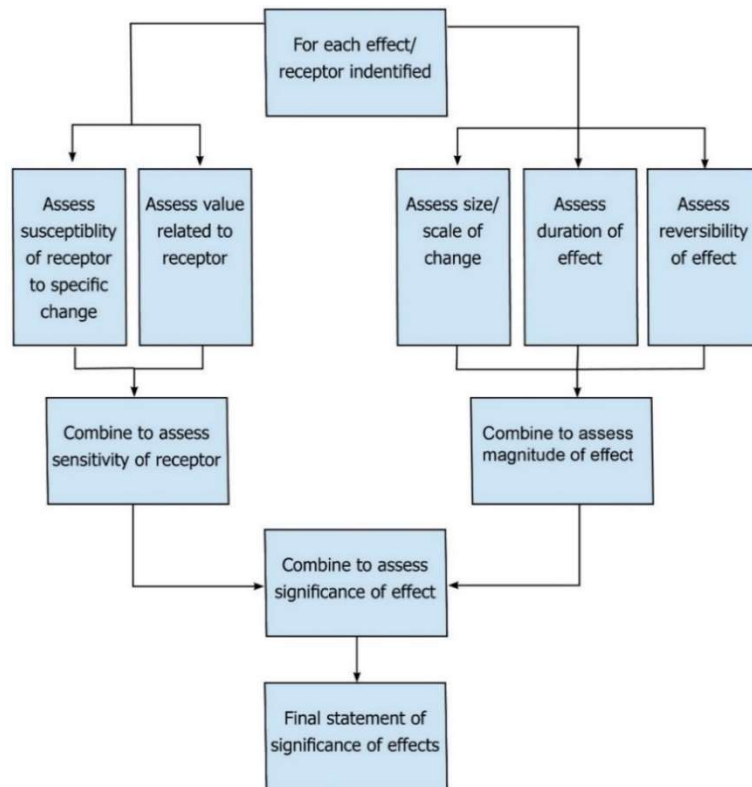 For each effect/
receptor indentified
Assess
susceptiblity
of receptor
to specific
change
Assess value
related to
receptor
Assess size/
scale of
change
Assess
duration of
effect
Assess
reversibility
of effect
Combine to assess
sensitivity of receptor
Combine to assess
magnitude of effect
Combine to assess
significance of effect
Final statement of
significance of effects